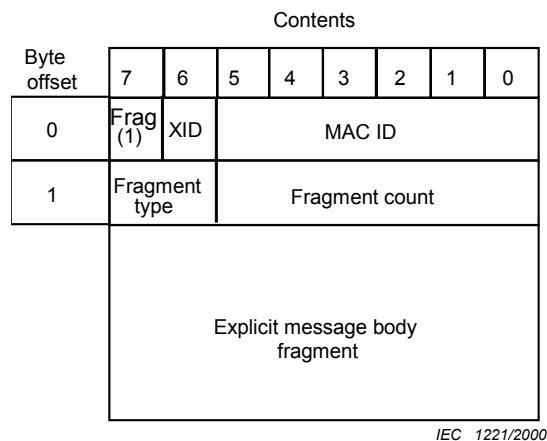 Contents
Byte
offset
7 6 5 4 3 2 1 0
0 Frag
(1) XID MAC ID
1 Fragment
type Fragment count
Explicit message body
fragment
IEC 1221/2000